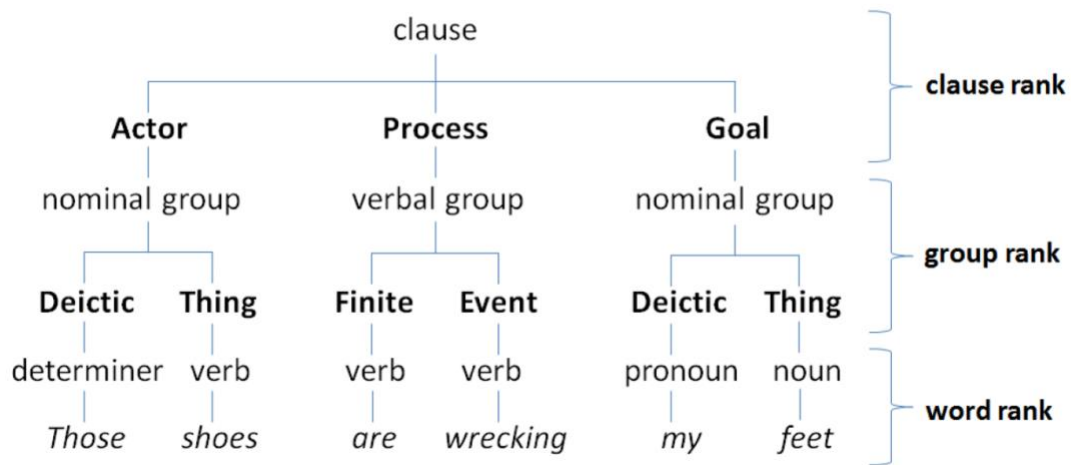 clause
clause rank
Actor Process Goal
nominal group verbal group nominal group
group rank
Deictic Thing Finite Event Deictic Thing
determiner verb verb verb pronoun noun
word rank
Those shoes are wrecking my feet